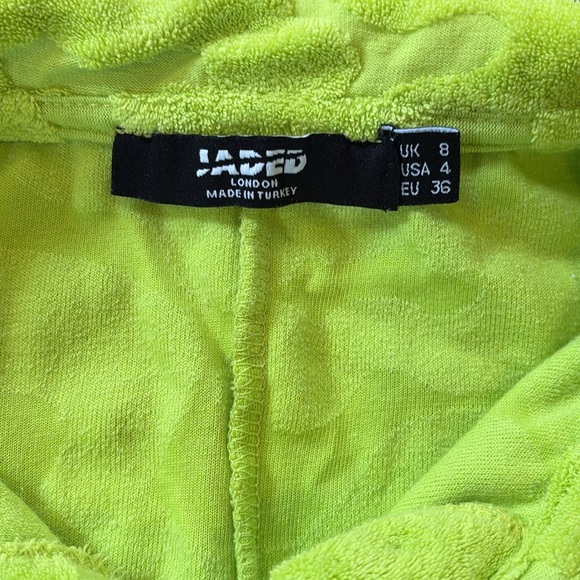 JADED
LONDON
MADE IN TURKEY
UK 8
USA 4
EU 36